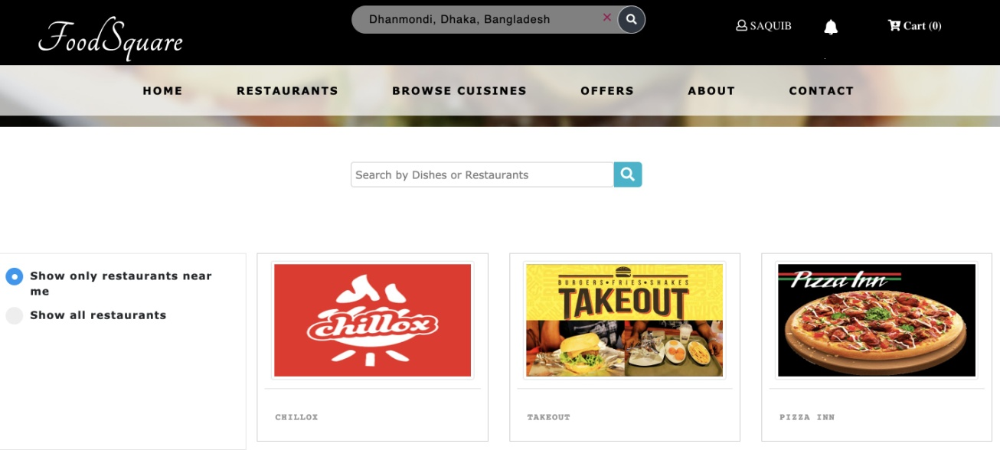 FoodSquare
Dhanmondi, Dhaka, Bangladesh
SAQUIB
Cart (0)
HOME
RESTAURANTS
BROWSE CUISINES
OFFERS
ABOUT
CONTACT
Search by Dishes or Restaurants
Show only restaurants near
me
Show all restaurants
chillox
CHILLOX
BURGERS • FRIES • SHAKES
TAKEOUT
TAKEOUT
Pizza Inn
PIZZA INN